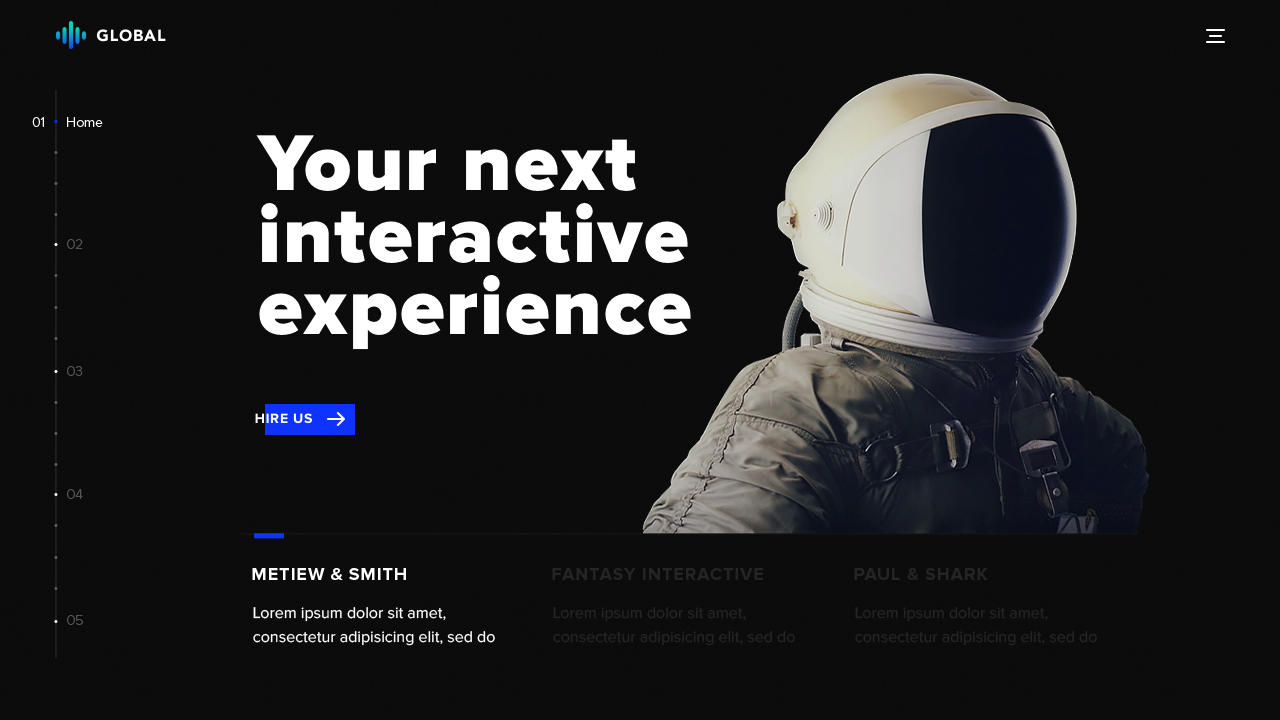 GLOBAL
01 Home
Your next
interactive
experience
02
03
HIRE US
04
METIEW & SMITH
Lorem ipsum dolor sit amet,
consectetur adipisicing elit, sed do
FANTASY INTERACTIVE
Lorem ipsum dolor sit amet,
consectetur adipisicing elit, sed do
PAUL & SHARK
Lorem ipsum dolor sit amet,
consectetur adipisicing elit, sed do
05